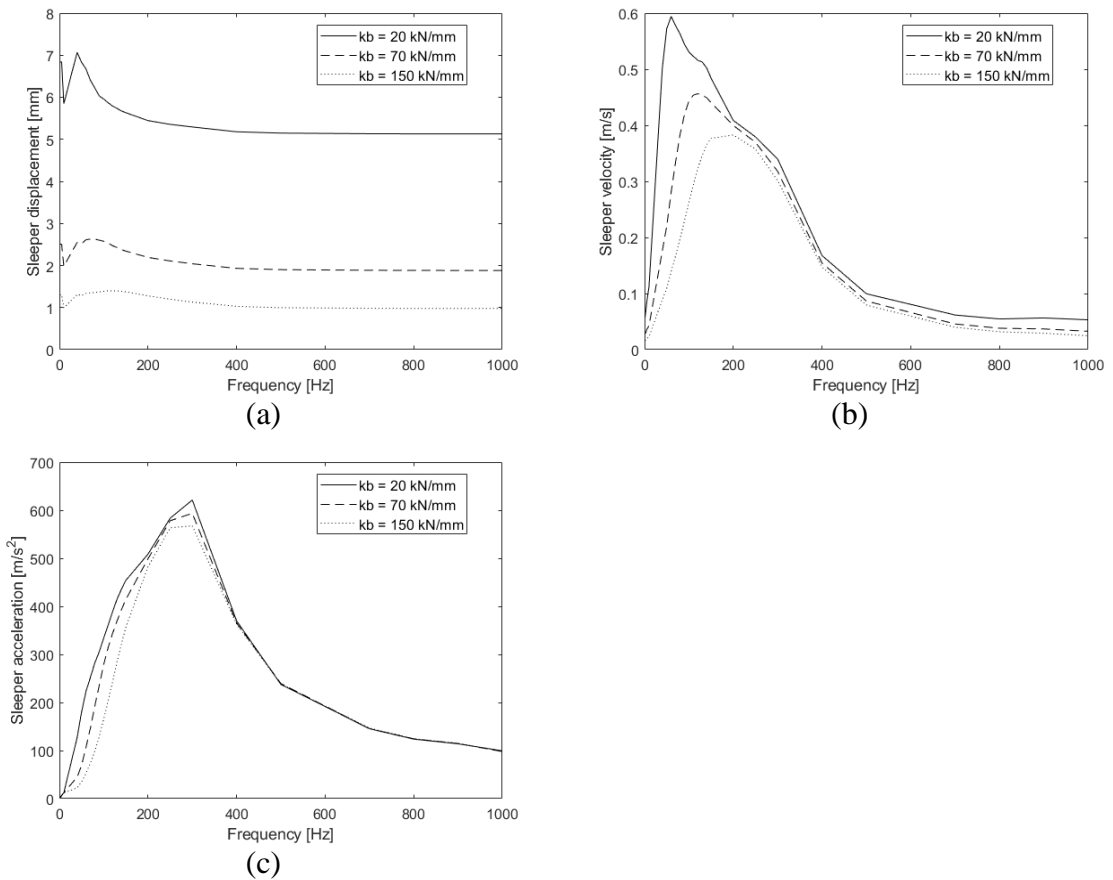 8
7
6
5
4
3
2
1
0
Sleeper displacement [mm]
kb = 20 kN/mm
kb = 70 kN/mm
kb = 150 kN/mm
0 200 400 600 800 1000
Frequency [Hz]
(a)
0.6
0.5
0.4
0.3
0.2
0.1
0
Sleeper velocity [m/s]
kb = 20 kN/mm
kb = 70 kN/mm
kb = 150 kN/mm
0 200 400 600 800 1000
Frequency [Hz]
(b)
700
600
500
400
300
200
100
0
Sleeper acceleration [m/s²]
kb = 20 kN/mm
kb = 70 kN/mm
kb = 150 kN/mm
0 200 400 600 800 1000
Frequency [Hz]
(c)